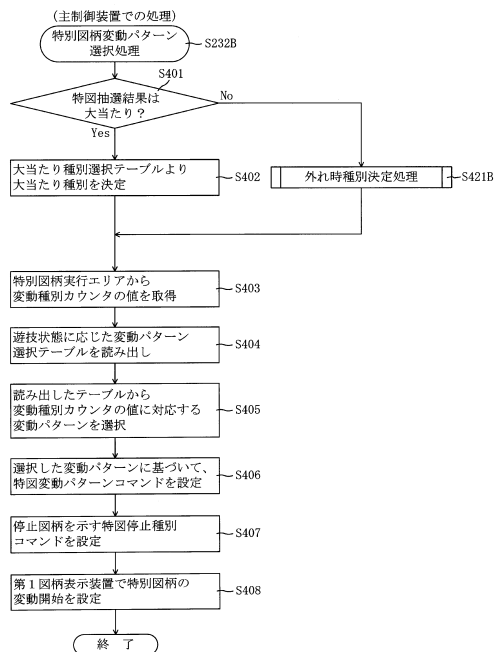 (主制御装置での処理)
特別図柄変動パターン
選択処理
S232B
S401
特図抽選結果は
大当たり？
No
Yes
大当たり種別選択テーブルより
大当たり種別を決定
S402
外れ時種別決定処理
S421B
特別図柄実行エリアから
変動種別カウンタの値を取得
S403
遊技状態に応じた変動パターン
選択テーブルを読み出し
S404
読み出したテーブルから
変動種別カウンタの値に対応する
変動パターンを選択
S405
選択した変動パターンに基づいて、
特図変動パターンコマンドを設定
S406
停止図柄を示す特図停止種別
コマンドを設定
S407
第１図柄表示装置で特別図柄の
変動開始を設定
S408
終 了